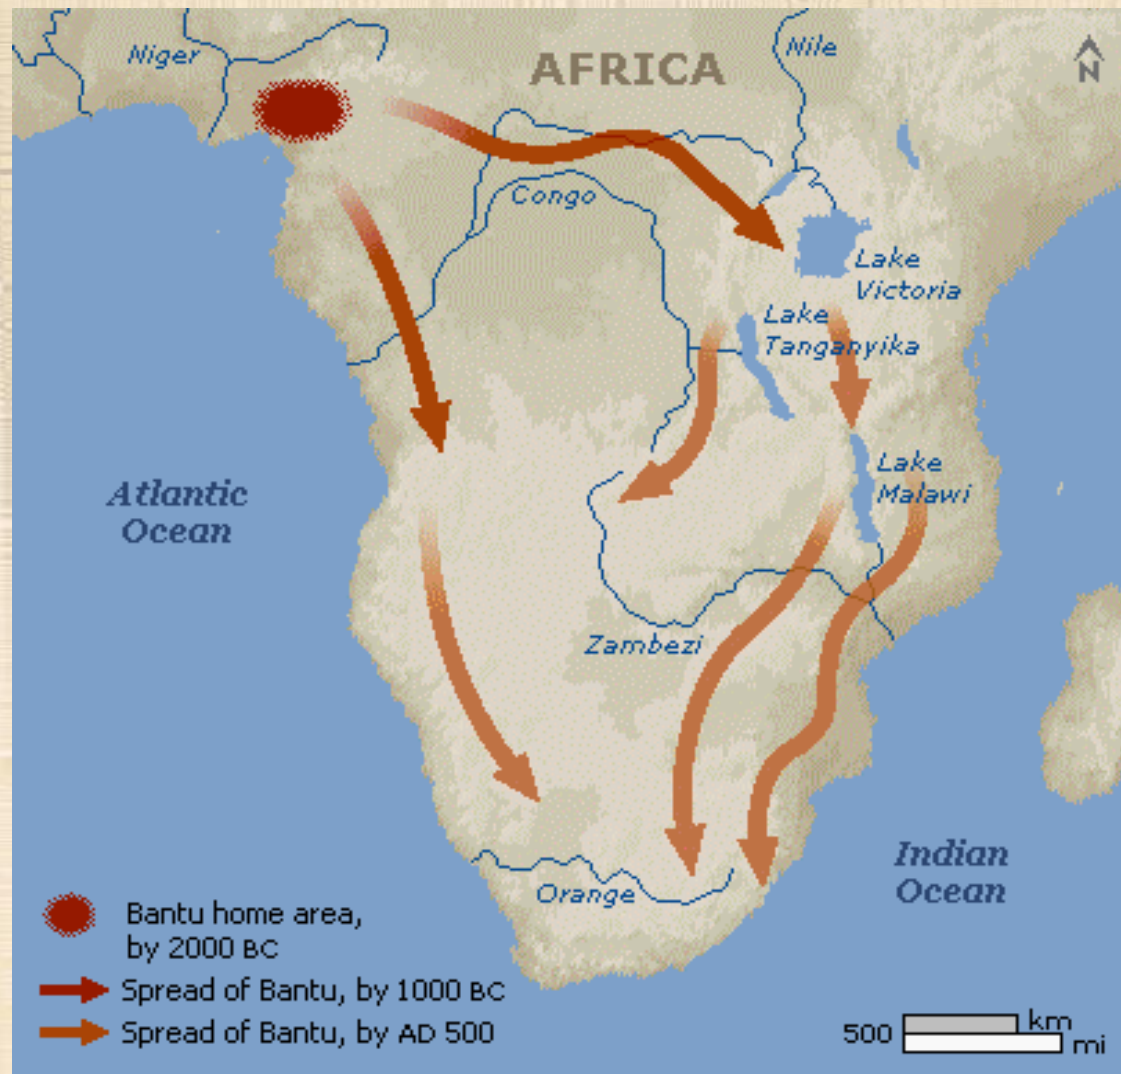 Niger
AFRICA
Nile
N
Congo
Lake
Victoria
Lake
Tanganyika
Lake
Malawi
Atlantic
Ocean
Zambezi
Indian
Ocean
Orange
Bantu home area,
by 2000 BC
Spread of Bantu, by 1000 BC
Spread of Bantu, by AD 500
500 km
mi